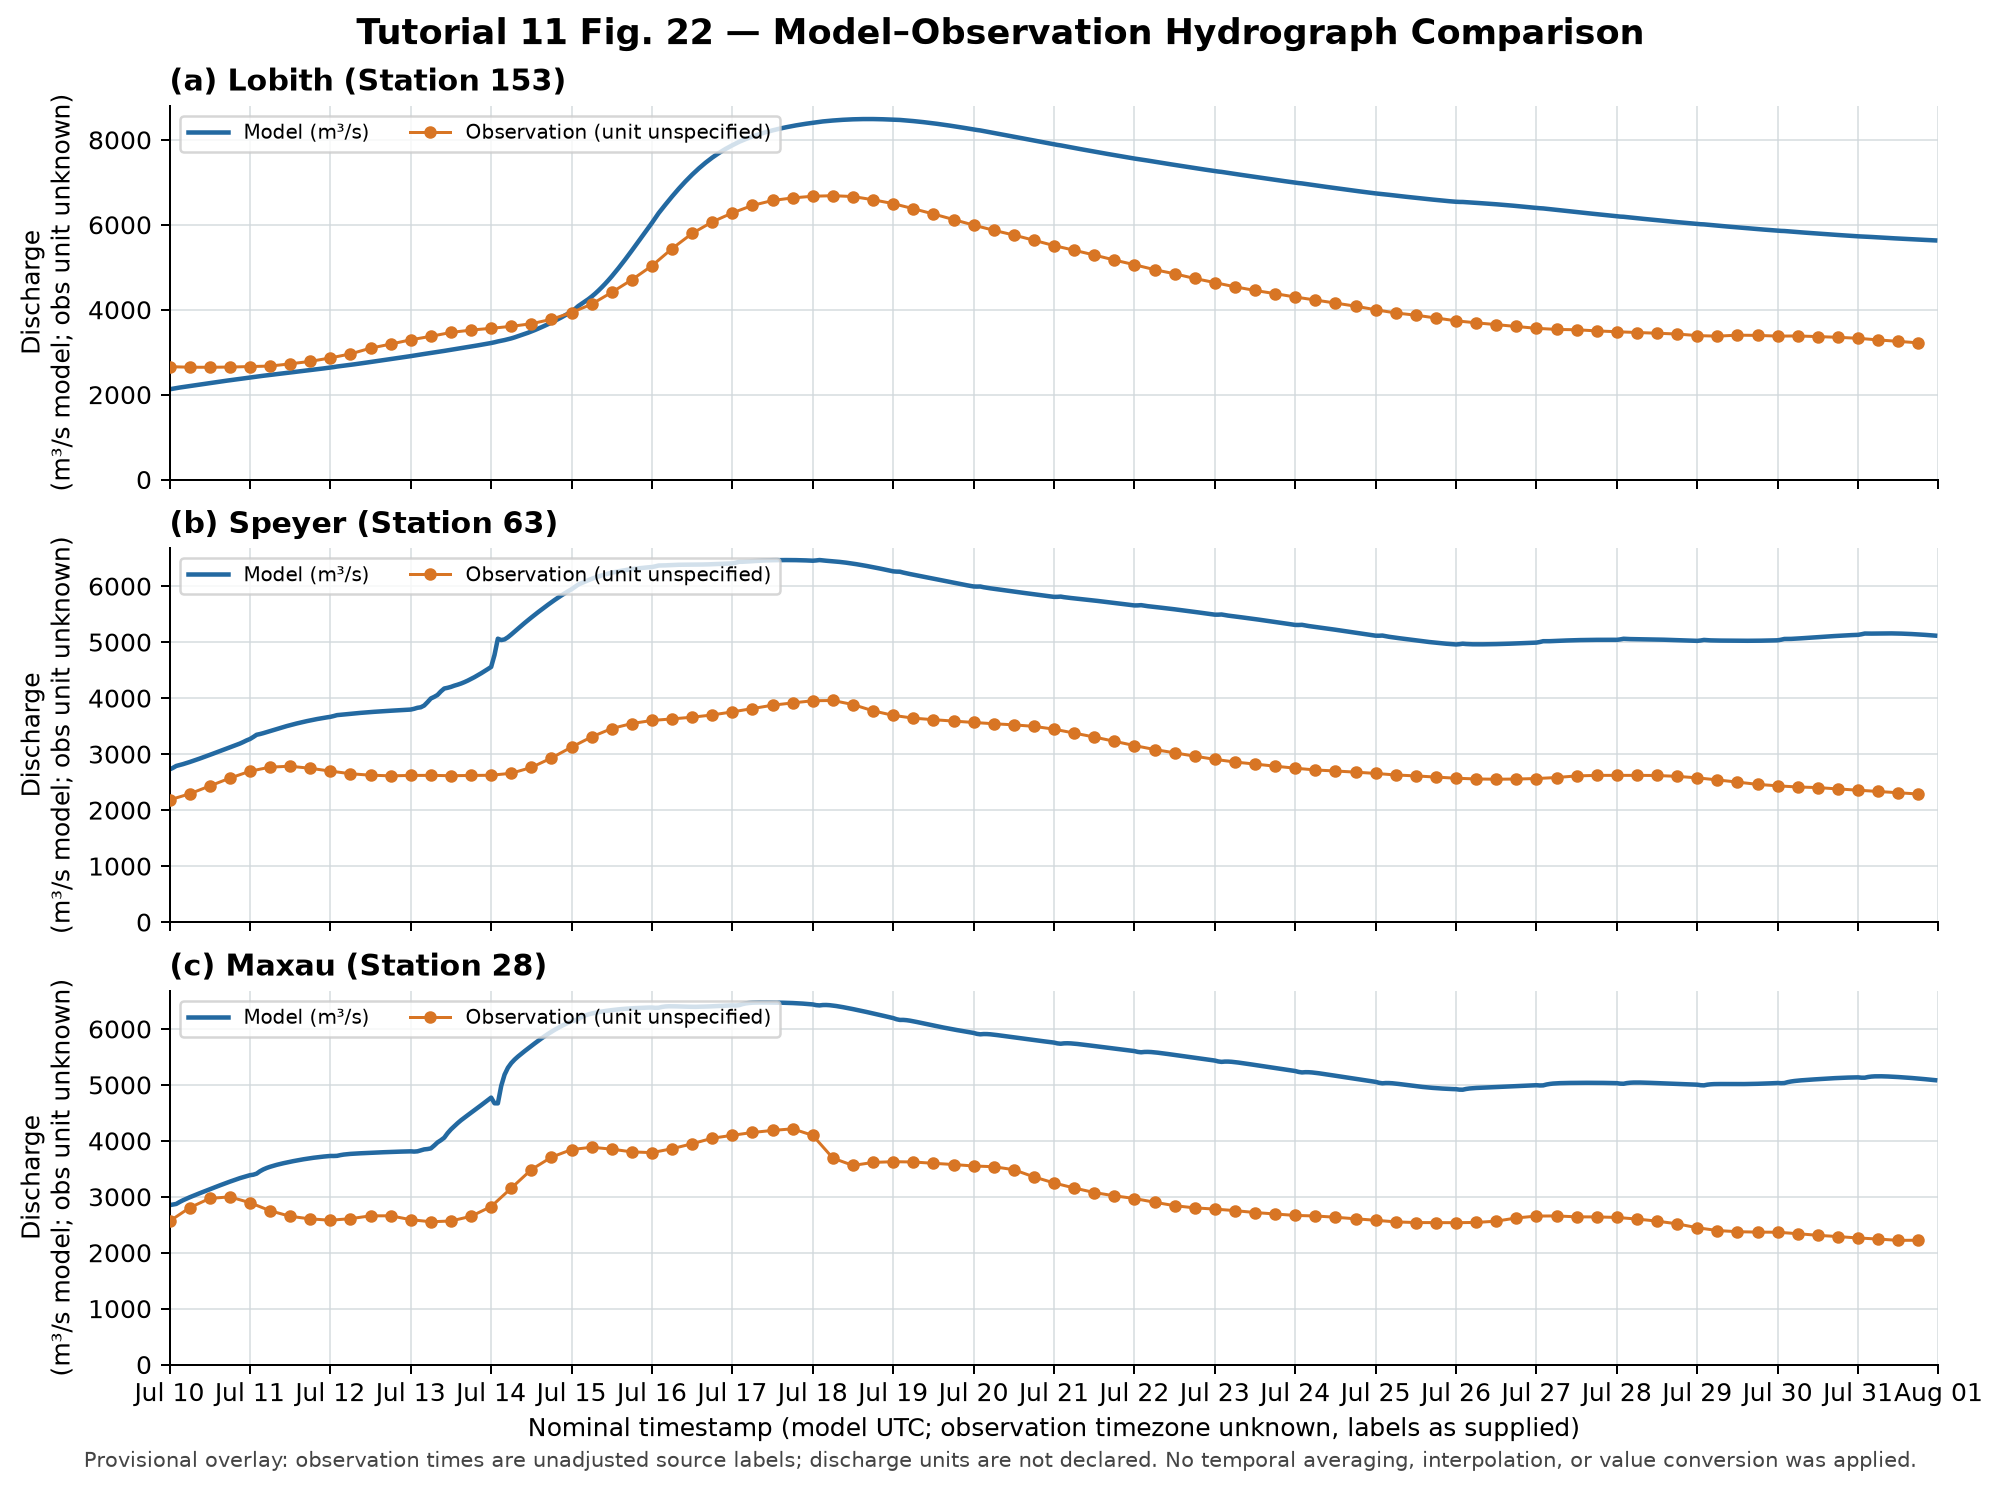 Tutorial 11 Fig. 22 — Model–Observation Hydrograph Comparison
(a) Lobith (Station 153)
Model (m³/s)
Observation (unit unspecified)
Discharge
(m³/s model; obs unit unknown)
8000
6000
4000
2000
0
(b) Speyer (Station 63)
Model (m³/s)
Observation (unit unspecified)
Discharge
(m³/s model; obs unit unknown)
6000
5000
4000
3000
2000
1000
0
(c) Maxau (Station 28)
Model (m³/s)
Observation (unit unspecified)
Discharge
(m³/s model; obs unit unknown)
6000
5000
4000
3000
2000
1000
0
Jul 10 Jul 11 Jul 12 Jul 13 Jul 14 Jul 15 Jul 16 Jul 17 Jul 18 Jul 19 Jul 20 Jul 21 Jul 22 Jul 23 Jul 24 Jul 25 Jul 26 Jul 27 Jul 28 Jul 29 Jul 30 Jul 31 Aug 01
Nominal timestamp (model UTC; observation timezone unknown, labels as supplied)
Provisional overlay: observation times are unadjusted source labels; discharge units are not declared. No temporal averaging, interpolation, or value conversion was applied.